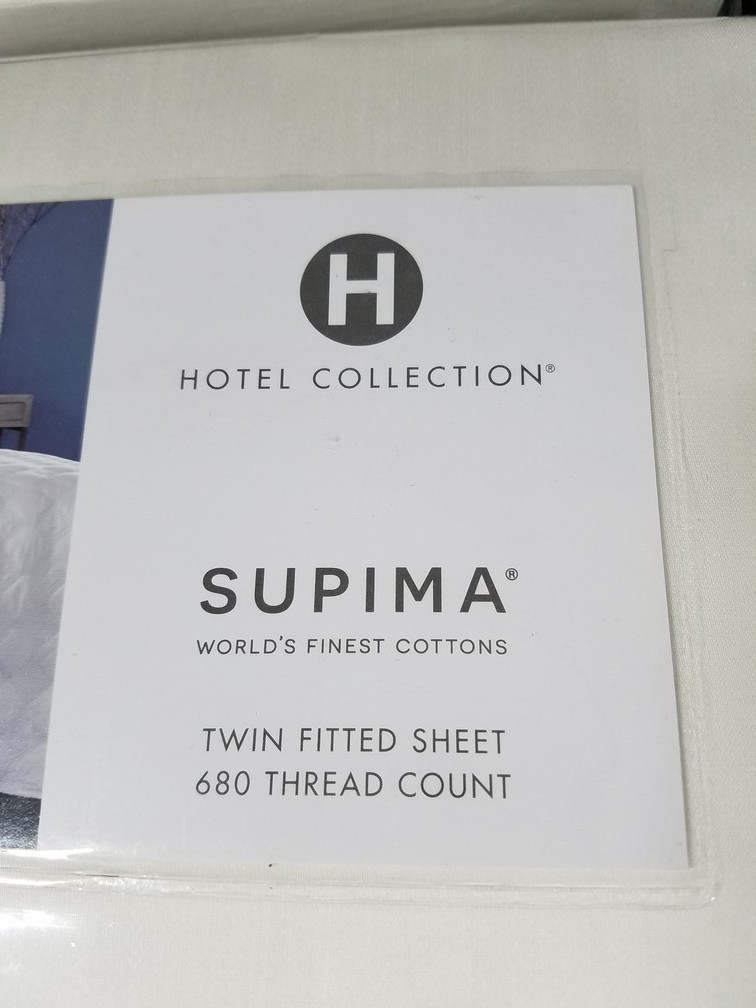 H
HOTEL COLLECTION®
SUPIMA®
WORLD'S FINEST COTTONS
TWIN FITTED SHEET
680 THREAD COUNT